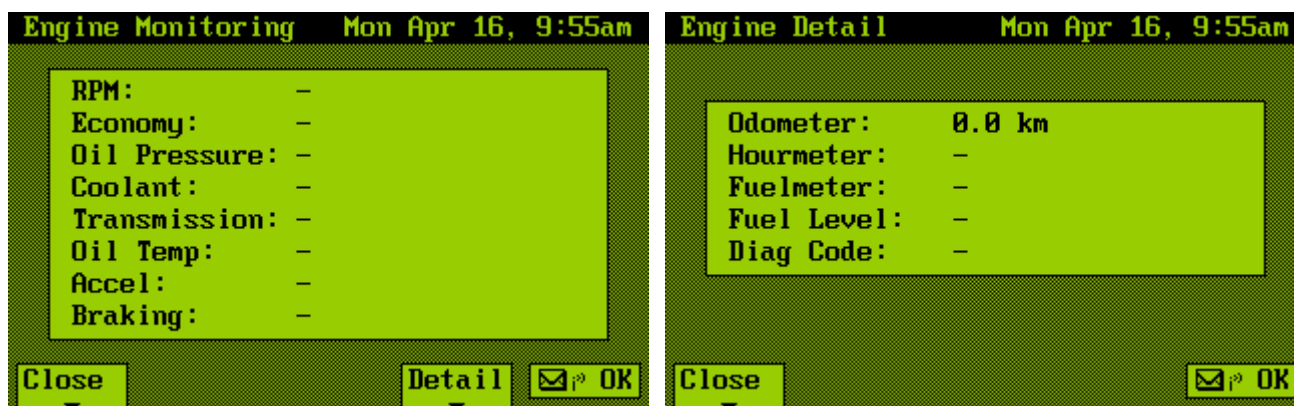 Engine Monitoring Mon Apr 16, 9:55am
RPM: –
Economy: –
Oil Pressure: –
Coolant: –
Transmission: –
Oil Temp: –
Accel: –
Braking: –
Close Detail OK
Engine Detail Mon Apr 16, 9:55am
Odometer: 0.0 km
Hourmeter: –
Fuelmeter: –
Fuel Level: –
Diag Code: –
Close OK